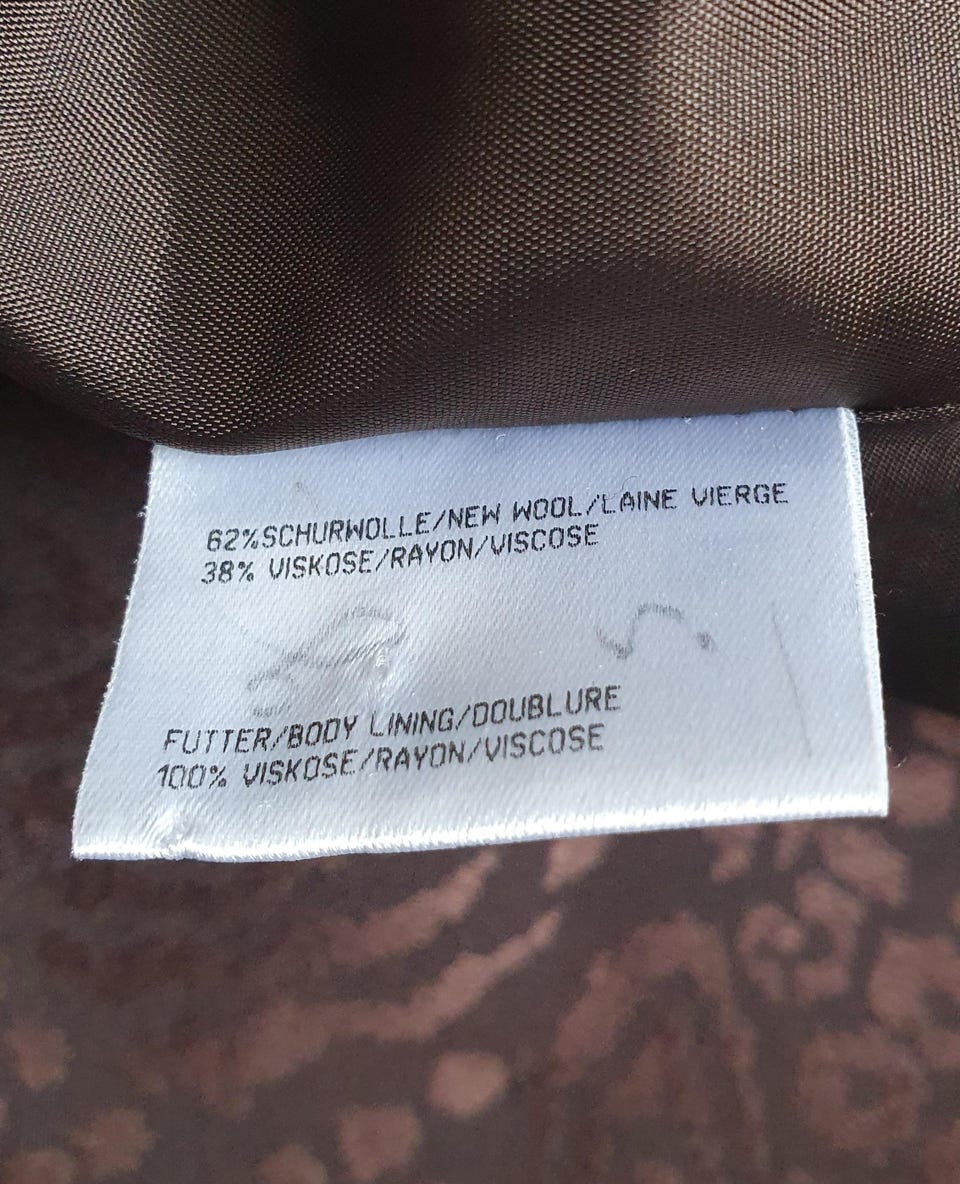 62%SCHURWOLLE/NEW WOOL/LAINE VIERGE
38% VISKOSE/RAYON/VISCOSE
FUTTER/BODY LINING/DOUBLURE
100% VISKOSE/RAYON/VISCOSE